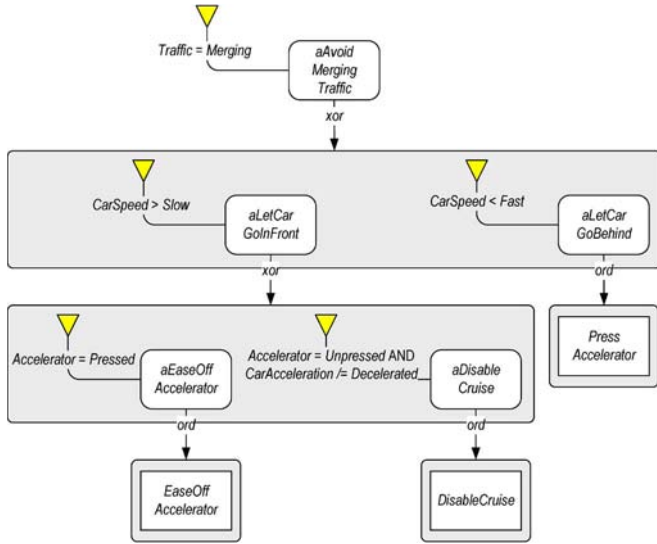 Traffic = Merging
aAvoid
Merging
Traffic
xor
CarSpeed > Slow
aLetCar
GoInFront
CarSpeed < Fast
aLetCar
GoBehind
xor
ord
Accelerator = Pressed
aEaseOff
Accelerator
Accelerator = Unpressed AND
CarAcceleration /= Decelerated
aDisable
Cruise
Press
Accelerator
ord
ord
EaseOff
Accelerator
DisableCruise